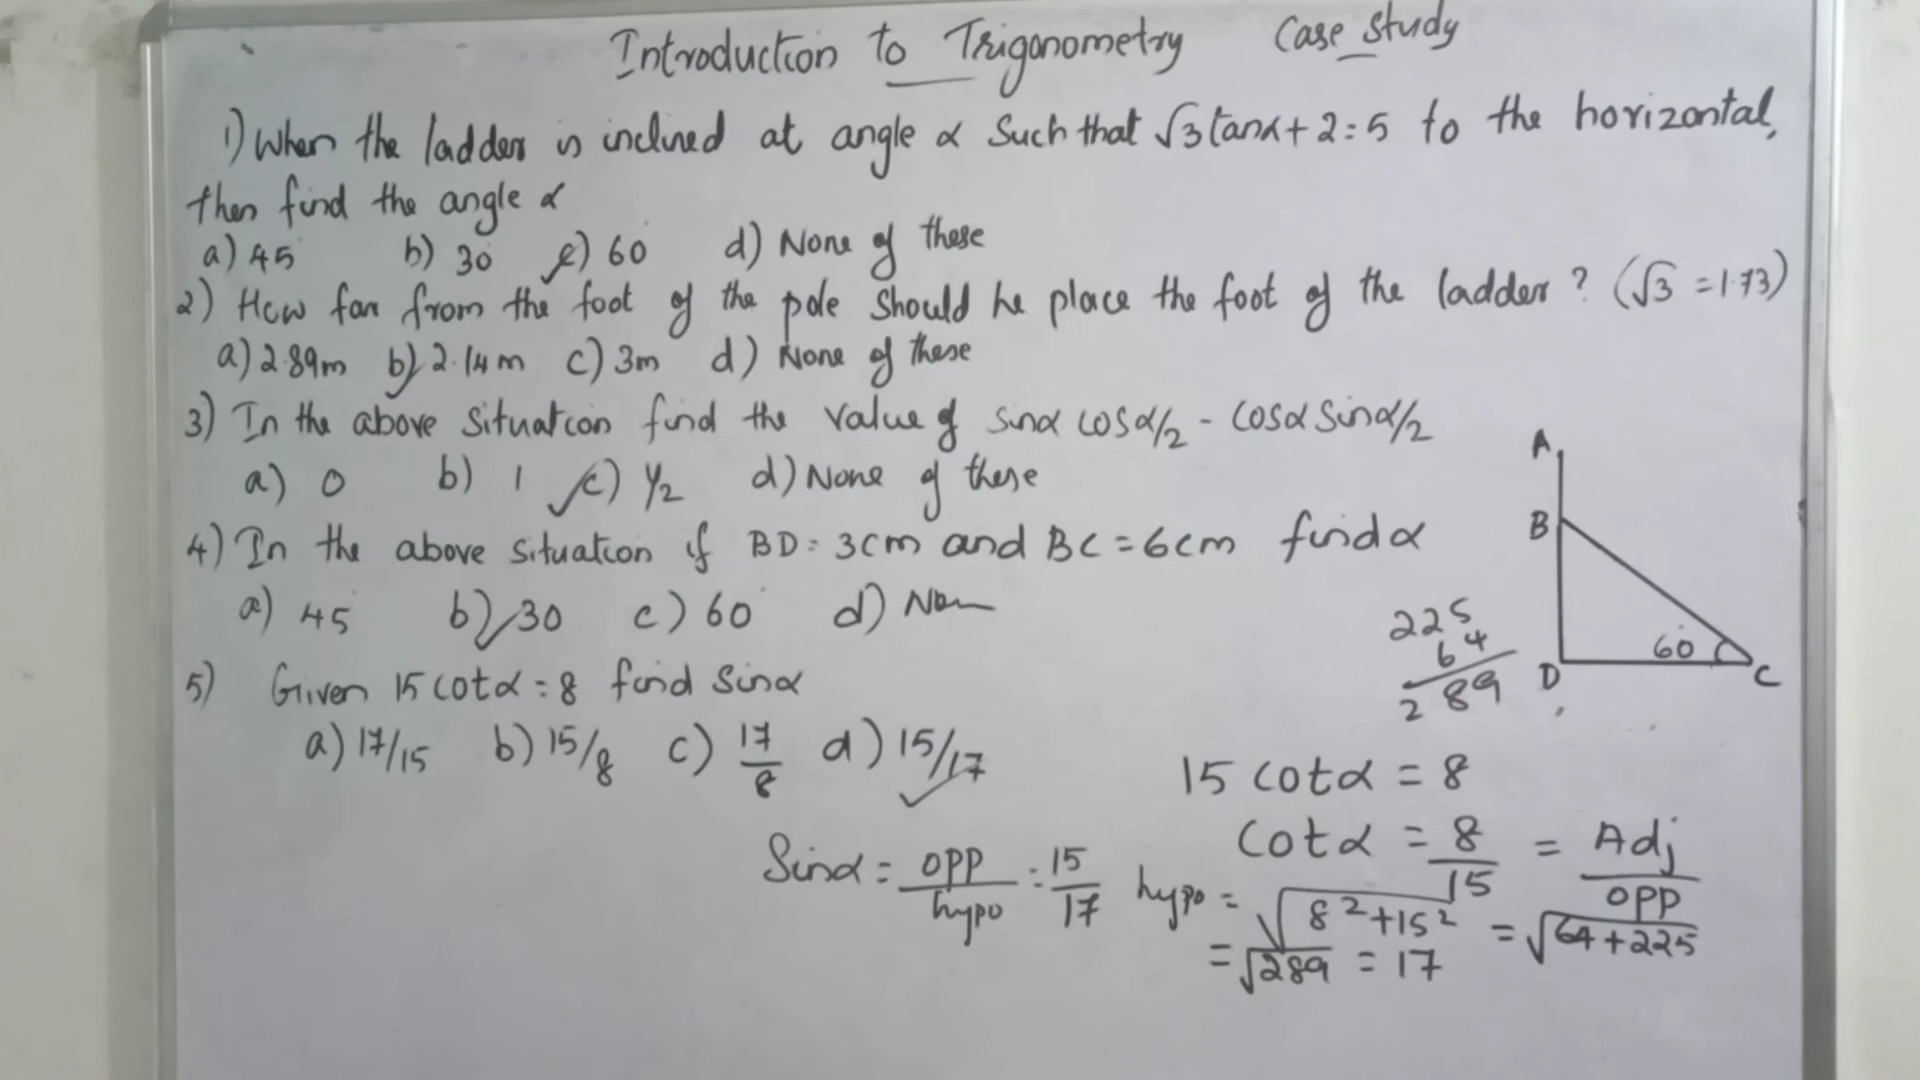 Introduction to Trigonometry Case study
1) When the ladder is inclined at angle α Such that √3 tanα + 2 = 5 to the horizontal,
then find the angle α
a) 45 b) 30 c) 60 d) None of these
2) How far from the foot of the pole should he place the foot of the ladder? (√3 = 1.73)
a) 2.89m b) 2.14m c) 3m d) None of these
3) In the above situation find the value of sinα cosα/2 - cosα sinα/2
a) 0 b) 1 c) 1/2 d) None of these
4) In the above situation if BD = 3cm and BC = 6cm find α
a) 45 b) 30 c) 60 d) Non
5) Given 15 cotα = 8 find sinα
a) 17/15 b) 15/8 c) 17/8 d) 15/17
A
B
60
D
C
225
64
289
15 cotα = 8
cotα = 8/15 = Adj/opp
Sinα = opp/hypo = 15/17
hypo = √8²+15² = √64+225
= √289 = 17